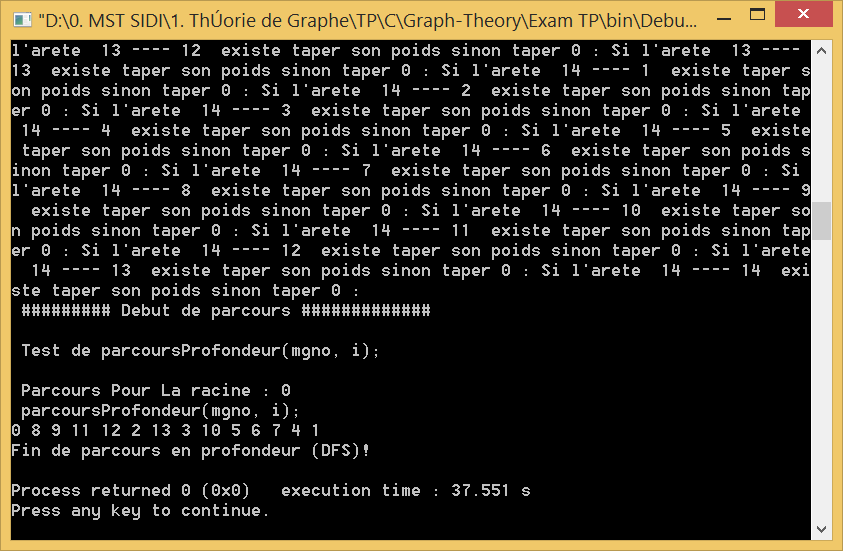 "D:\0. MST SIDI\1. ThÚorie de Graphe\TP\C\Graph-Theory\Exam TP\bin\Debu...
l'arete  13 ---- 12  existe taper son poids sinon taper 0 : Si l'arete  13 ----
13  existe taper son poids sinon taper 0 : Si l'arete  14 ---- 1  existe taper s
on poids sinon taper 0 : Si l'arete  14 ---- 2  existe taper son poids sinon tap
er 0 : Si l'arete  14 ---- 3  existe taper son poids sinon taper 0 : Si l'arete
 14 ---- 4  existe taper son poids sinon taper 0 : Si l'arete  14 ---- 5  existe
 taper son poids sinon taper 0 : Si l'arete  14 ---- 6  existe taper son poids s
inon taper 0 : Si l'arete  14 ---- 7  existe taper son poids sinon taper 0 : Si
l'arete  14 ---- 8  existe taper son poids sinon taper 0 : Si l'arete  14 ---- 9
  existe taper son poids sinon taper 0 : Si l'arete  14 ---- 10  existe taper so
n poids sinon taper 0 : Si l'arete  14 ---- 11  existe taper son poids sinon tap
er 0 : Si l'arete  14 ---- 12  existe taper son poids sinon taper 0 : Si l'arete
  14 ---- 13  existe taper son poids sinon taper 0 : Si l'arete  14 ---- 14  exi
ste taper son poids sinon taper 0 :
 ######### Debut de parcours #############
 Test de parcoursProfondeur(mgno, i);
 Parcours Pour La racine : 0
 parcoursProfondeur(mgno, i);
0 8 9 11 12 2 13 3 10 5 6 7 4 1
Fin de parcours en profondeur (DFS)!
Process returned 0 (0x0)   execution time : 37.551 s
Press any key to continue.